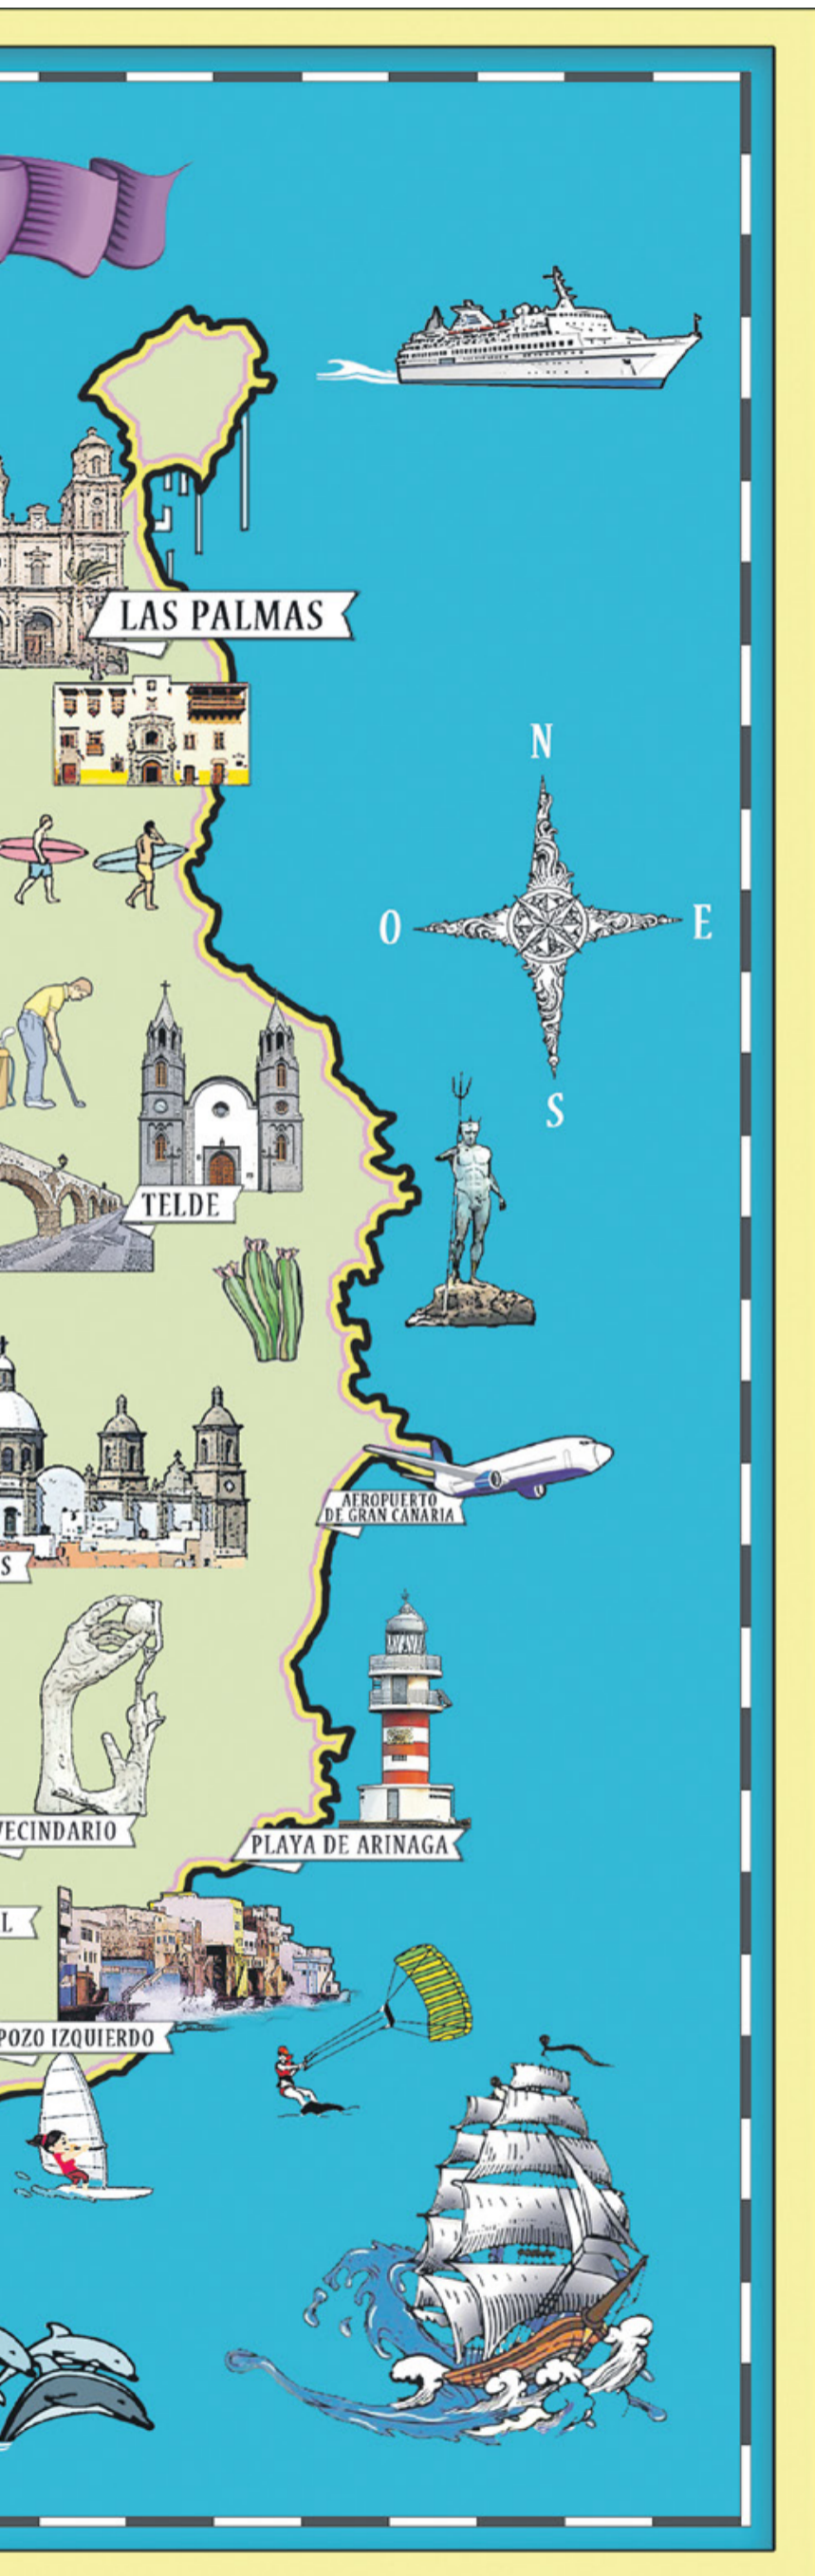 LAS PALMAS
N
O
E
S
TELDE
AEROPUERTO
DE GRAN CANARIA
S
VECINDARIO
PLAYA DE ARINAGA
L
POZO IZQUIERDO